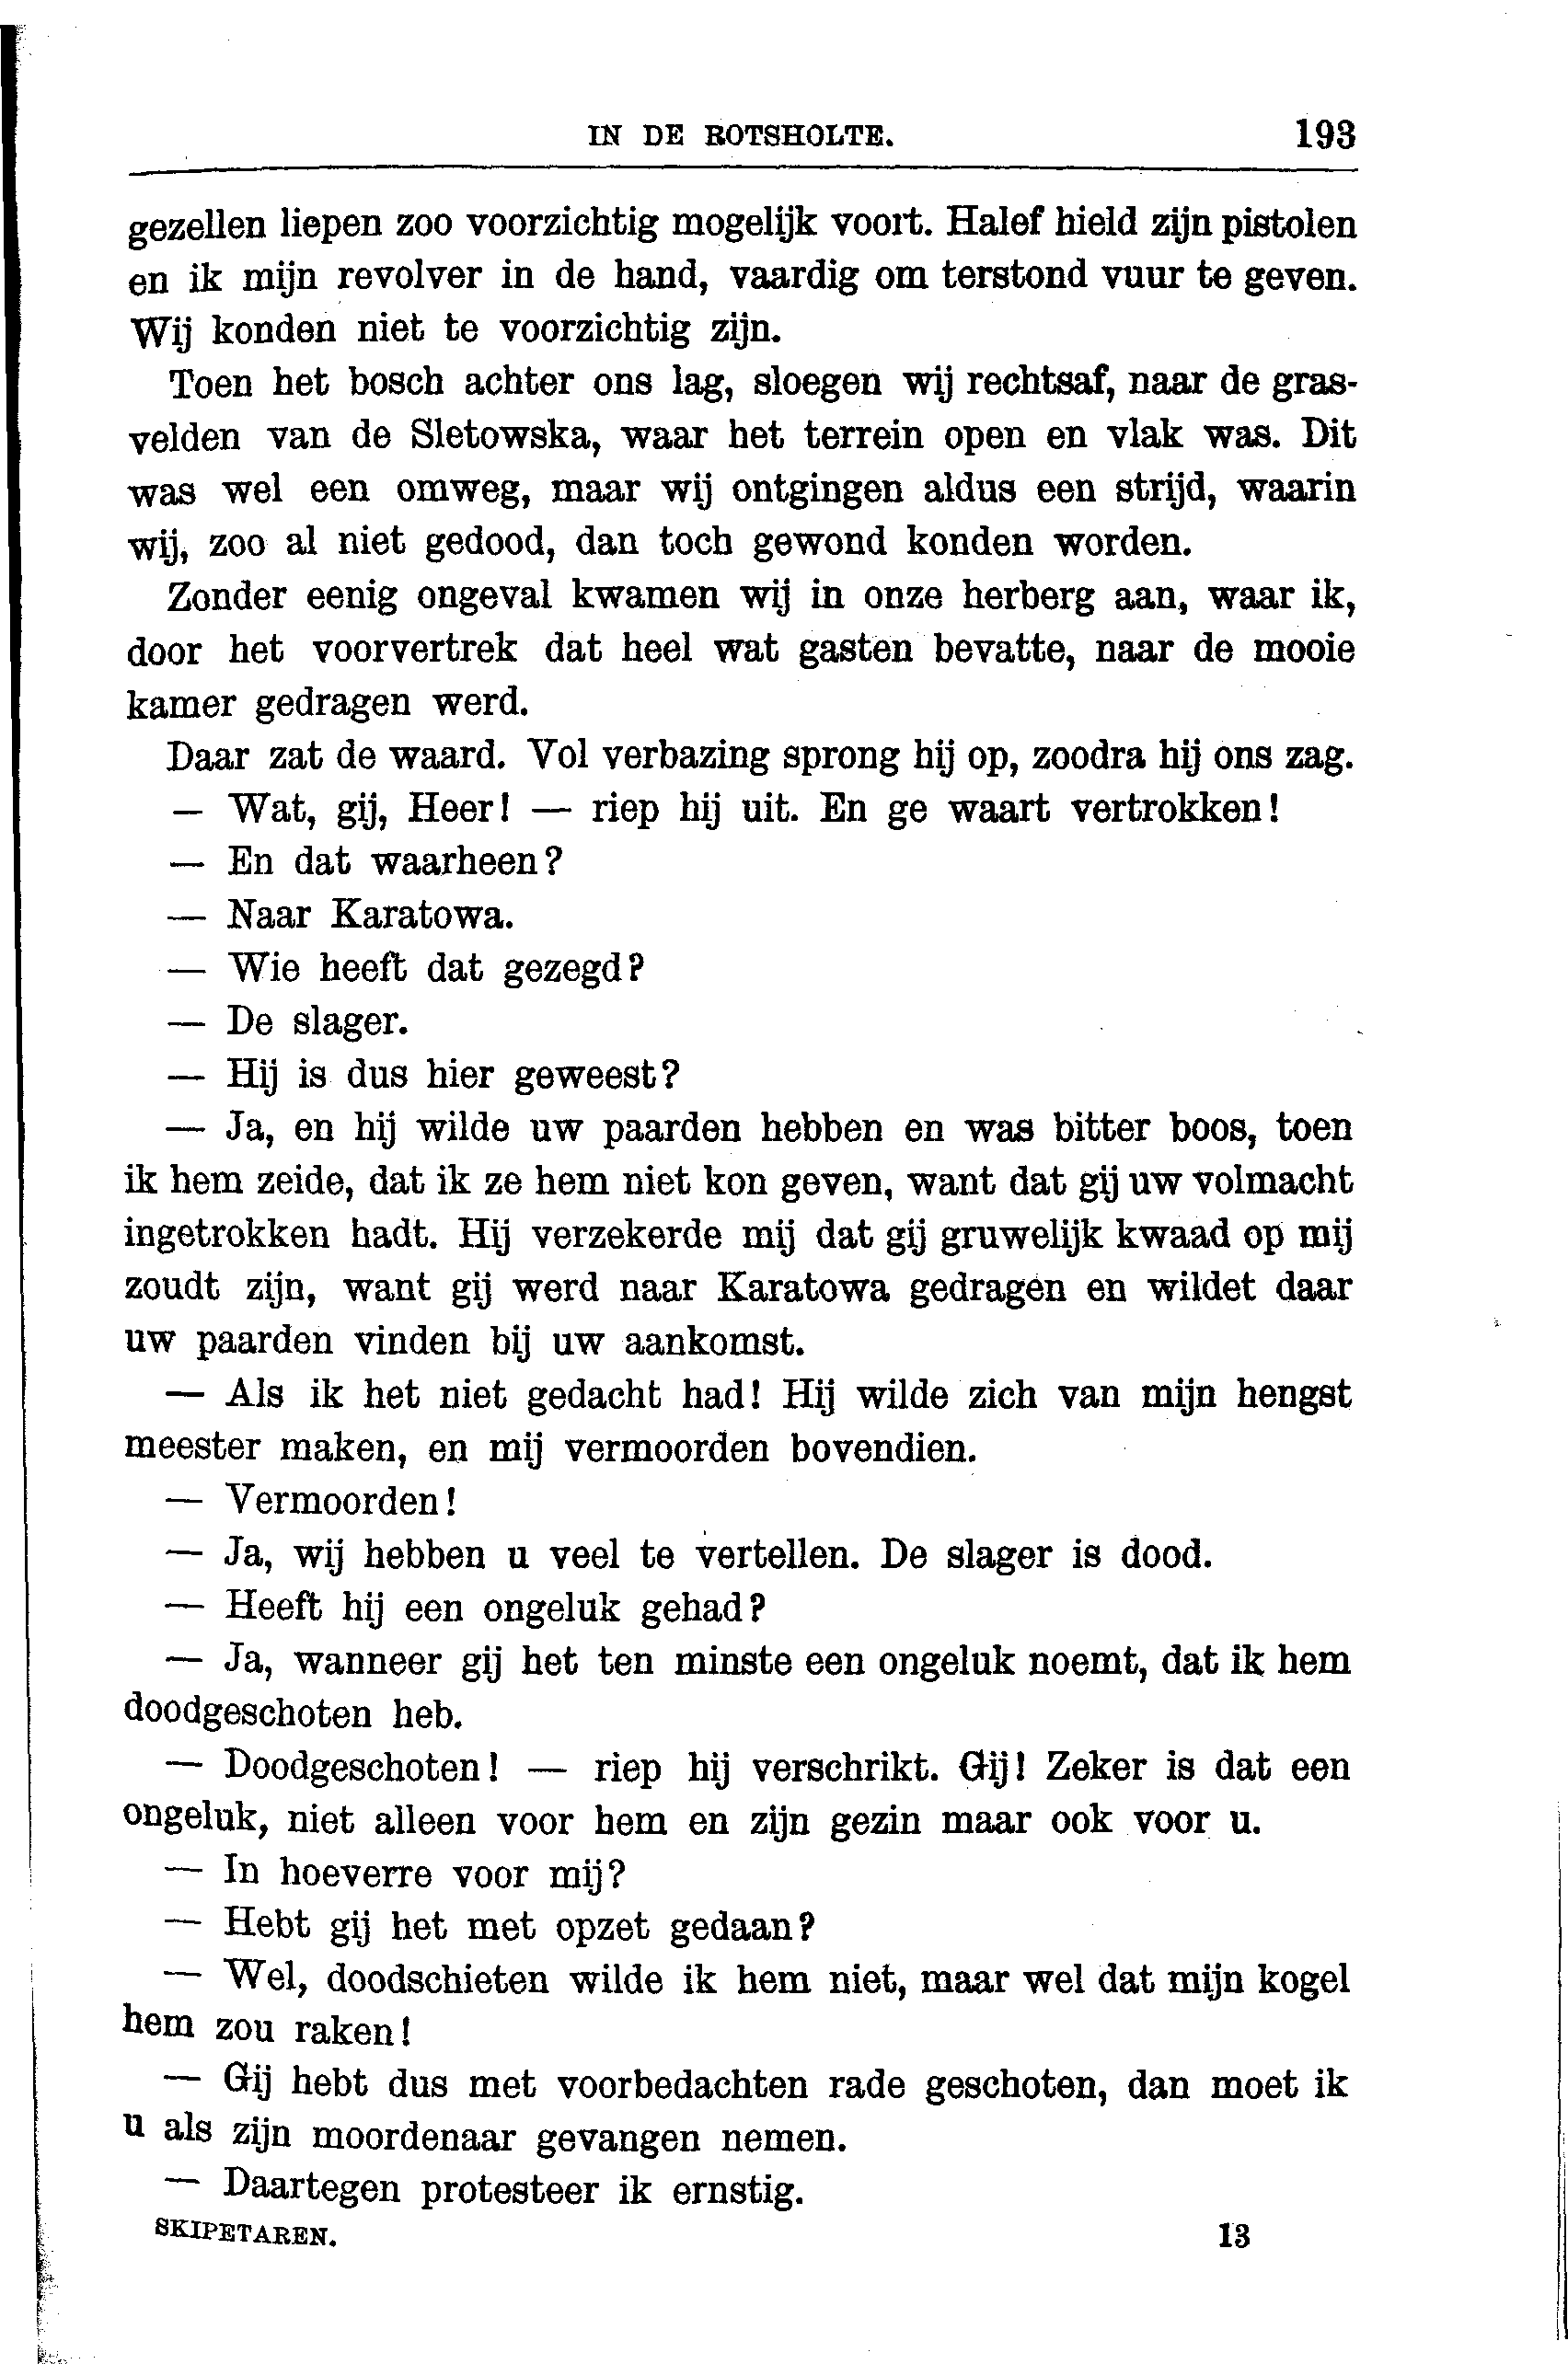 IN DE ROTSHOLTE. 193
gezellen liepen zoo voorzichtig mogelijk voort. Halef hield zijn pistolen
en ik mijn revolver in de hand, vaardig om terstond vuur te geven.
Wij konden niet te voorzichtig zijn.
Toen het bosch achter ons lag, sloegen wij rechtsaf, naar de gras-
velden van de Sletowska, waar het terrein open en vlak was. Dit
was wel een omweg, maar wij ontgingen aldus een strijd, waarin
wij, zoo al niet gedood, dan toch gewond konden worden.
Zonder eenig ongeval kwamen wij in onze herberg aan, waar ik,
door het voorvertrek dat heel wat gasten bevatte, naar de mooie
kamer gedragen werd.
Daar zat de waard. Vol verbazing sprong hij op, zoodra hij ons zag.
— Wat, gij, Heer! — riep hij uit. En ge waart vertrokken!
— En dat waarheen?
— Naar Karatowa.
— Wie heeft dat gezegd?
— De slager.
— Hij is dus hier geweest?
— Ja, en hij wilde uw paarden hebben en was bitter boos, toen
ik hem zeide, dat ik ze hem niet kon geven, want dat gij uw volmacht
ingetrokken hadt. Hij verzekerde mij dat gij gruwelijk kwaad op mij
zoudt zijn, want gij werd naar Karatowa gedragen en wildet daar
uw paarden vinden bij uw aankomst.
— Als ik het niet gedacht had! Hij wilde zich van mijn hengst
meester maken, en mij vermoorden bovendien.
— Vermoorden!
— Ja, wij hebben u veel te vertellen. De slager is dood.
— Heeft hij een ongeluk gehad?
— Ja, wanneer gij het ten minste een ongeluk noemt, dat ik hem
doodgeschoten heb.
— Doodgeschoten! — riep hij verschrikt. Gij! Zeker is dat een
ongeluk, niet alleen voor hem en zijn gezin maar ook voor u.
— In hoeverre voor mij?
— Hebt gij het met opzet gedaan?
— Wel, doodschieten wilde ik hem niet, maar wel dat mijn kogel
hem zou raken!
— Gij hebt dus met voorbedachten rade geschoten, dan moet ik
u als zijn moordenaar gevangen nemen.
— Daartegen protesteer ik ernstig.
SKIPETAREN. 13